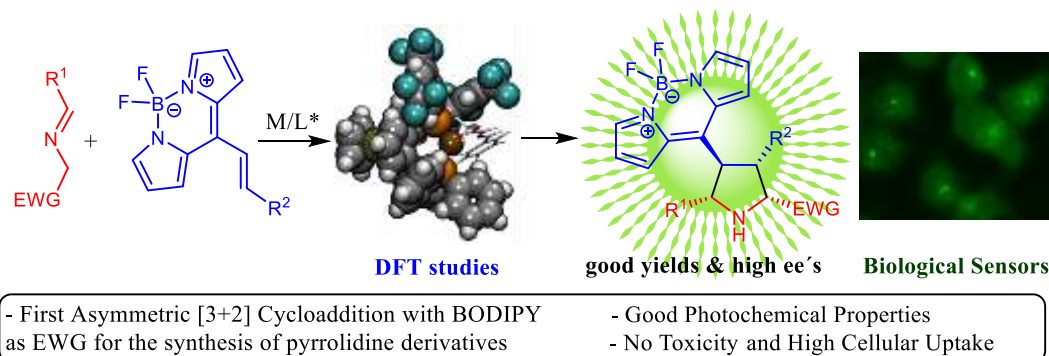 R¹
N
EWG
+
F
F
B
⊖
N
⊕
N
R²
M/L*
F
F
B
⊖
N
N
⊕
R²
R¹
N
H
EWG
DFT studies
good yields & high ee´s
Biological Sensors
- First Asymmetric [3+2] Cycloaddition with BODIPY
as EWG for the synthesis of pyrrolidine derivatives
- Good Photochemical Properties
- No Toxicity and High Cellular Uptake